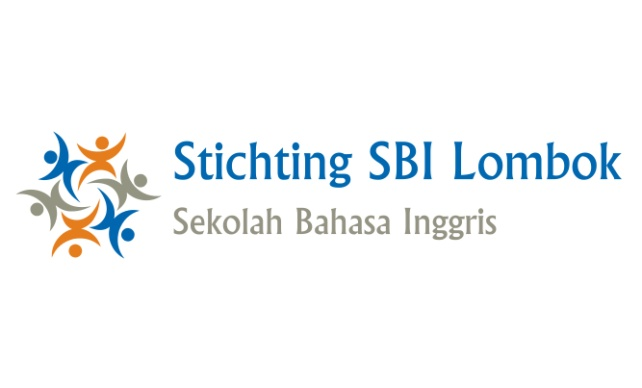 Stichting SBI Lombok
Sekolah Bahasa Inggris